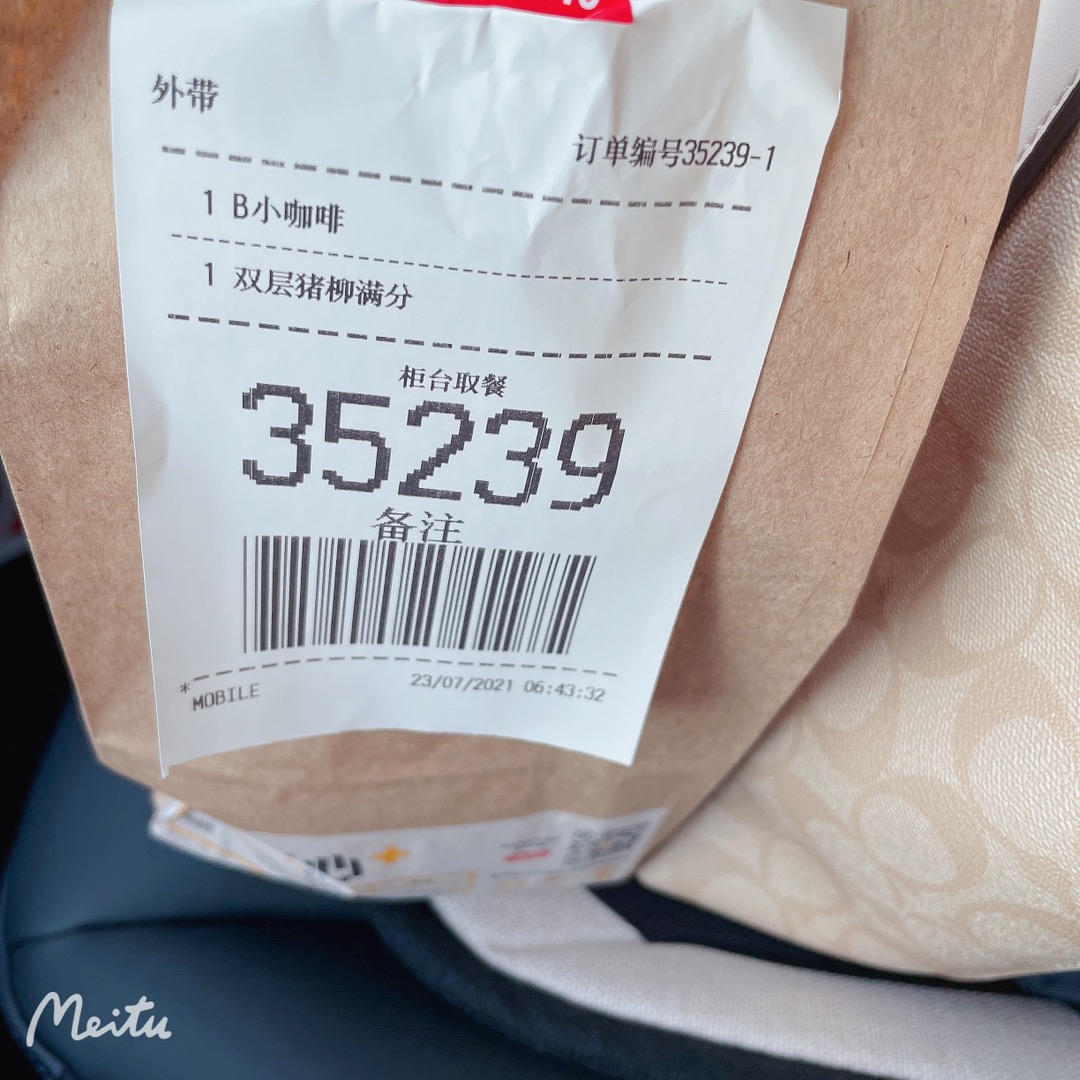 外带
订单编号35239-1
1 B小咖啡
1 双层猪柳满分
柜台取餐
35239
备注
*
MOBILE 23/07/2021 06:43:32
Meitu